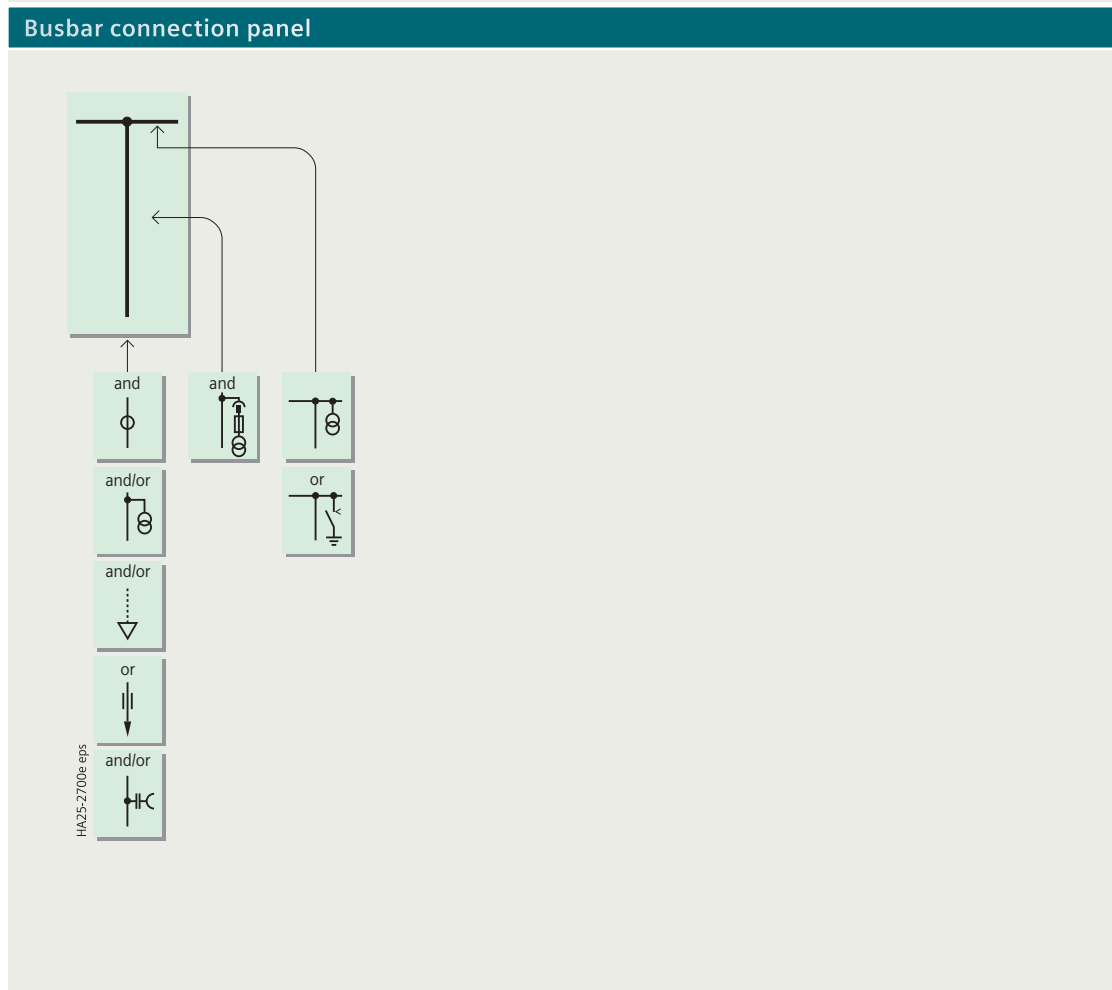 Busbar connection panel
and
and
and/or
or
and/or
or
and/or
HA25-2700e eps